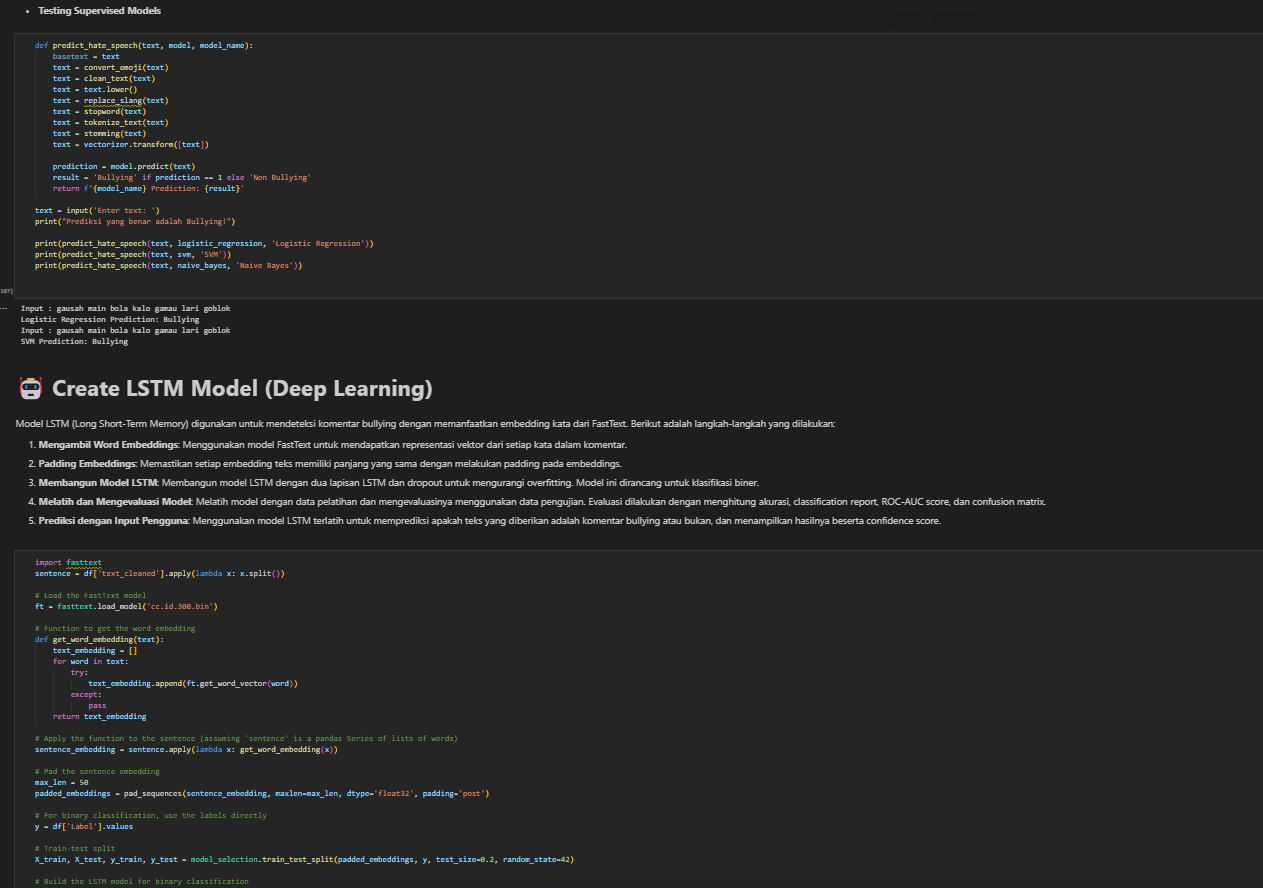 • Testing Supervised Models
def predict_hate_speech(text, model, model_name):
basetext = text
text = convert_emoji(text)
text = clean_text(text)
text = text.lower()
text = replace_slang(text)
text = stopword(text)
text = tokenize_text(text)
text = stemming(text)
text = vectorizer.transform([text])
prediction = model.predict(text)
result = 'Bullying' if prediction == 1 else 'Non Bullying'
return f'{model_name} Prediction: {result}'
text = input('Enter text: ')
print("Prediksi yang benar adalah Bullying!")
print(predict_hate_speech(text, logistic_regression, 'Logistic Regression'))
print(predict_hate_speech(text, svm, 'SVM'))
print(predict_hate_speech(text, naive_bayes, 'Naive Bayes'))
107]
...
Input : gausah main bola kalo gamau lari goblok
Logistic Regression Prediction: Bullying
Input : gausah main bola kalo gamau lari goblok
SVM Prediction: Bullying
Create LSTM Model (Deep Learning)
Model LSTM (Long Short-Term Memory) digunakan untuk mendeteksi komentar bullying dengan memanfaatkan embedding kata dari FastText. Berikut adalah langkah-langkah yang dilakukan:
1. Mengambil Word Embeddings: Menggunakan model FastText untuk mendapatkan representasi vektor dari setiap kata dalam komentar.
2. Padding Embeddings: Memastikan setiap embedding teks memiliki panjang yang sama dengan melakukan padding pada embeddings.
3. Membangun Model LSTM: Membangun model LSTM dengan dua lapisan LSTM dan dropout untuk mengurangi overfitting. Model ini dirancang untuk klasifikasi biner.
4. Melatih dan Mengevaluasi Model: Melatih model dengan data pelatihan dan mengevaluasinya menggunakan data pengujian. Evaluasi dilakukan dengan menghitung akurasi, classification report, ROC-AUC score, dan confusion matrix.
5. Prediksi dengan Input Pengguna: Menggunakan model LSTM terlatih untuk memprediksi apakah teks yang diberikan adalah komentar bullying atau bukan, dan menampilkan hasilnya beserta confidence score.
import fasttext
sentence = df['text_cleaned'].apply(lambda x: x.split())
# Load the FastText model
ft = fasttext.load_model('cc.id.300.bin')
# Function to get the word embedding
def get_word_embedding(text):
text_embedding = []
for word in text:
try:
text_embedding.append(ft.get_word_vector(word))
except:
pass
return text_embedding
# Apply the function to the sentence (assuming 'sentence' is a pandas Series of lists of words)
sentence_embedding = sentence.apply(lambda x: get_word_embedding(x))
# Pad the sentence embedding
max_len = 50
padded_embeddings = pad_sequences(sentence_embedding, maxlen=max_len, dtype='float32', padding='post')
# For binary classification, use the labels directly
y = df['Label'].values
# Train-test split
X_train, X_test, y_train, y_test = model_selection.train_test_split(padded_embeddings, y, test_size=0.2, random_state=42)
# Build the LSTM model for binary classification